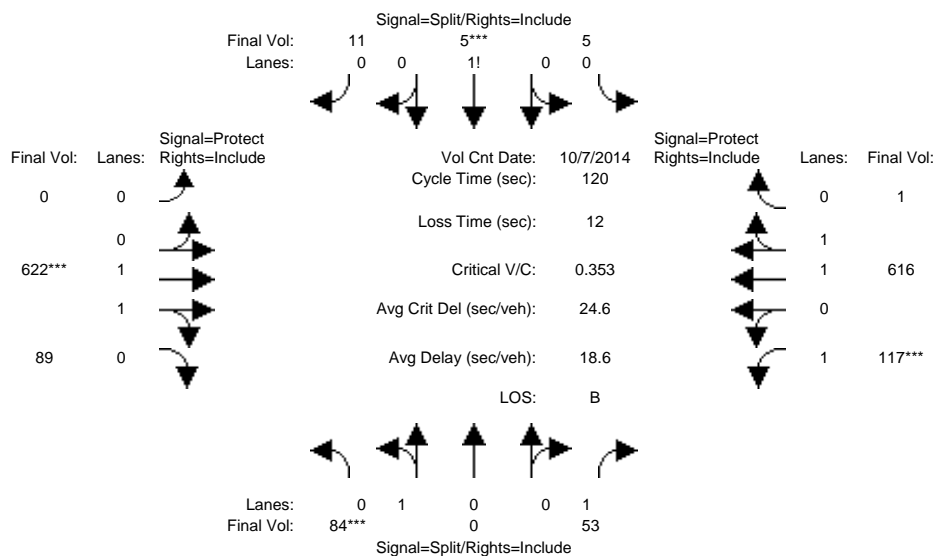 Signal=Split/Rights=Include
Final Vol: 11 5*** 5
Lanes: 0 0 1! 0 0
Signal=Protect
Final Vol: Lanes: Rights=Include
Vol Cnt Date: 10/7/2014
Signal=Protect
Rights=Include Lanes: Final Vol:
Cycle Time (sec): 120
0 0
0 1
Loss Time (sec): 12
0
1
622*** 1
Critical V/C: 0.353
1 616
1
Avg Crit Del (sec/veh): 24.6
0
89 0
Avg Delay (sec/veh): 18.6
1 117***
LOS: B
Lanes: 0 1 0 0 1
Final Vol: 84*** 0 53
Signal=Split/Rights=Include